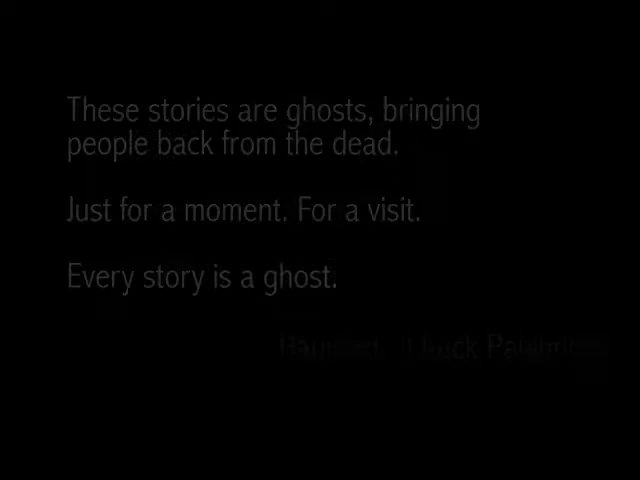 These stories are ghosts, bringing
people back from the dead.
Just for a moment. For a visit.
Every story is a ghost.